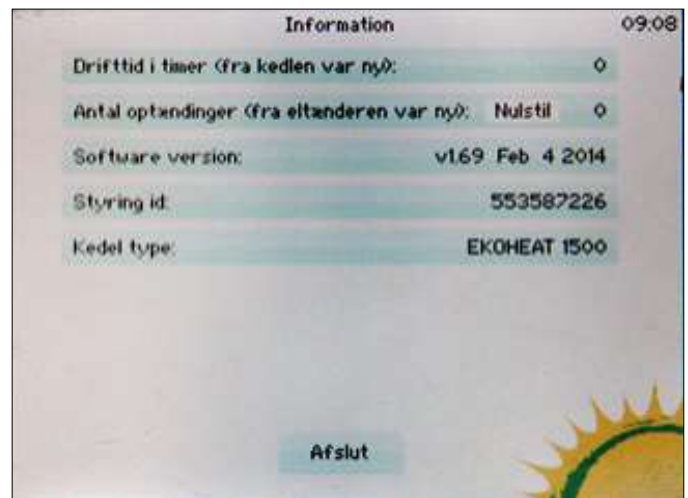 Information 09:08
Drifttid i timer (fra kedlen var ny): 0
Antal optændinger (fra eltænderen var ny): Nulstil 0
Software version: v1.69 Feb 4 2014
Styring id: 553587226
Kedel type: EKOHEAT 1500
Afslut